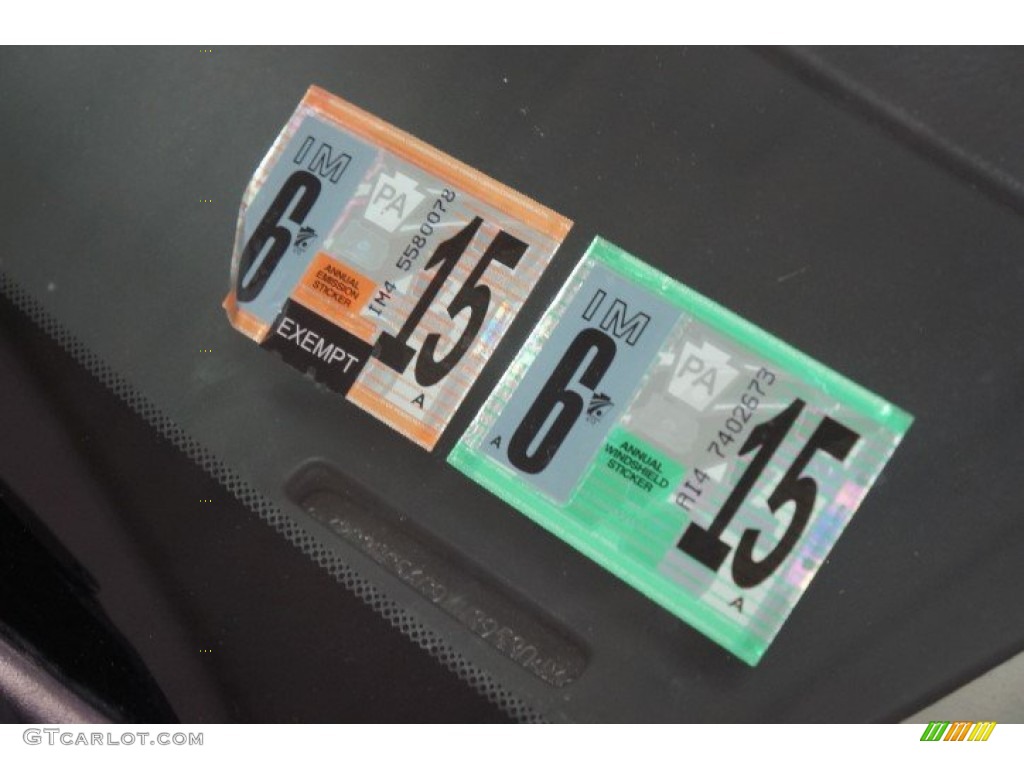 IM
6
PA
IM4 5580078
15
ANNUAL
EMISSION
STICKER
EXEMPT
A
IM
6
A
PA
AI4 7402673
15
ANNUAL
WINDSHIELD
STICKER
A
GTCARLOT.COM